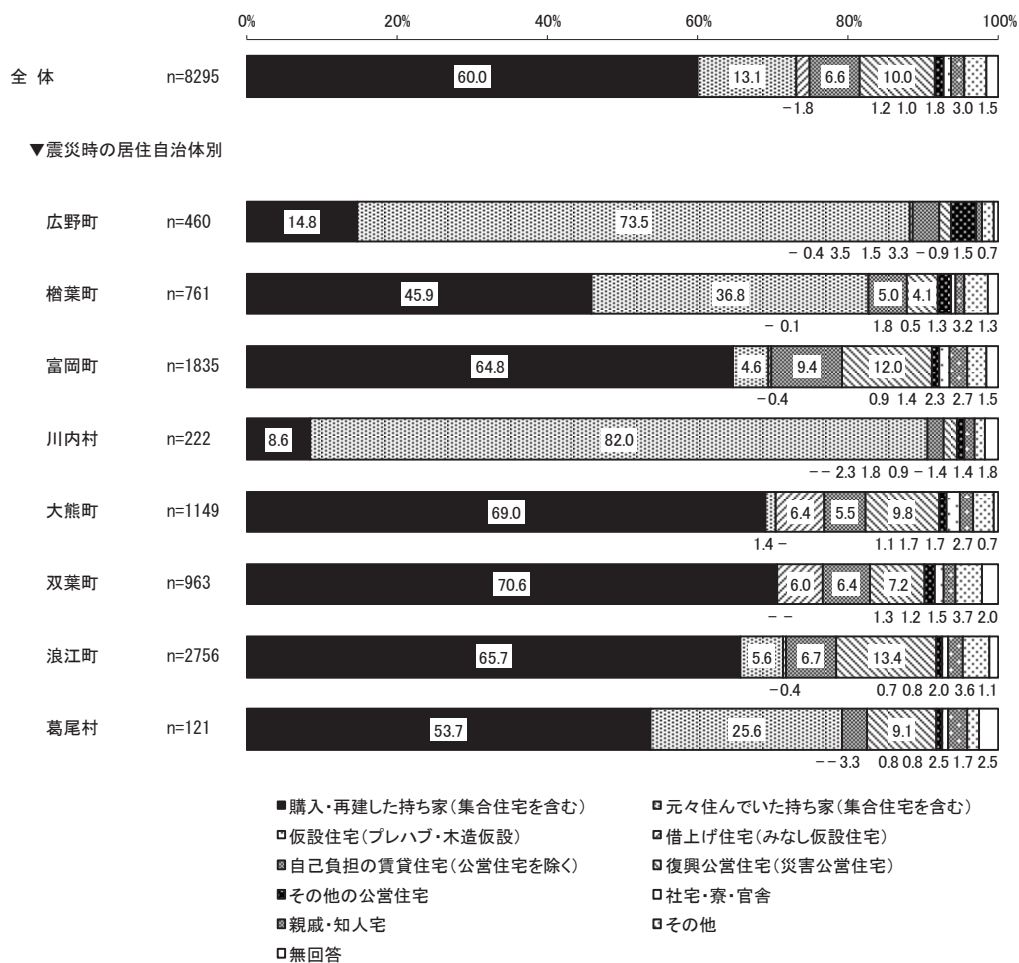 0% 20% 40% 60% 80% 100%
全 体 n=8295 60.0 13.1 6.6 10.0
−1.8 1.2 1.0 1.8 3.0 1.5
▼震災時の居住自治体別
広野町 n=460 14.8 73.5
− 0.4 3.5 1.5 3.3 −0.9 1.5 0.7
楢葉町 n=761 45.9 36.8 5.0 4.1
− 0.1 1.8 0.5 1.3 3.2 1.3
富岡町 n=1835 64.8 4.6 9.4 12.0
−0.4 0.9 1.4 2.3 2.7 1.5
川内村 n=222 8.6 82.0
−− 2.3 1.8 0.9 −1.4 1.4 1.8
大熊町 n=1149 69.0 6.4 5.5 9.8
1.4 − 1.1 1.7 1.7 2.7 0.7
双葉町 n=963 70.6 6.0 6.4 7.2
− − 1.3 1.2 1.5 3.7 2.0
浪江町 n=2756 65.7 5.6 6.7 13.4
−0.4 0.7 0.8 2.0 3.6 1.1
葛尾村 n=121 53.7 25.6 9.1
−−3.3 0.8 0.8 2.5 1.7 2.5
購入・再建した持ち家(集合住宅を含む) 元々住んでいた持ち家(集合住宅を含む)
仮設住宅(プレハブ・木造仮設) 借上げ住宅(みなし仮設住宅)
自己負担の賃貸住宅(公営住宅を除く) 復興公営住宅(災害公営住宅)
その他の公営住宅 社宅・寮・官舎
親戚・知人宅 その他
無回答